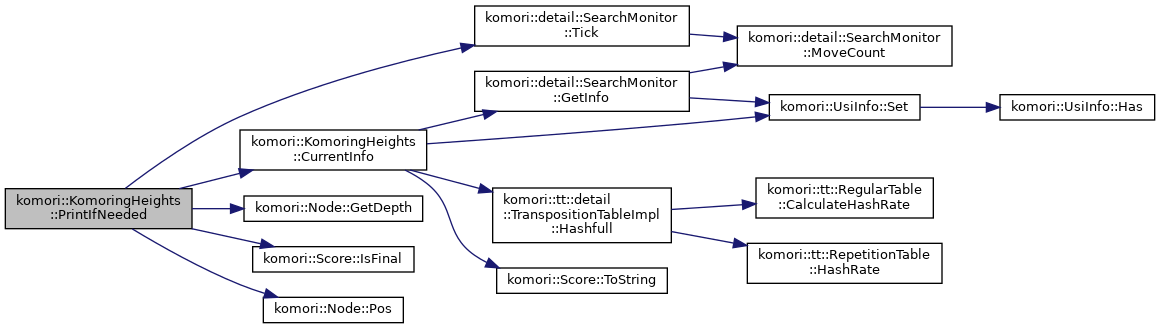 komori::KomoringHeights
::PrintIfNeeded
komori::detail::SearchMonitor
::Tick
komori::KomoringHeights
::CurrentInfo
komori::Node::GetDepth
komori::Score::IsFinal
komori::Node::Pos
komori::detail::SearchMonitor
::GetInfo
komori::tt::detail
::TranspositionTableImpl
::Hashfull
komori::Score::ToString
komori::detail::SearchMonitor
::MoveCount
komori::UsiInfo::Set
komori::tt::RegularTable
::CalculateHashRate
komori::tt::RepetitionTable
::HashRate
komori::UsiInfo::Has